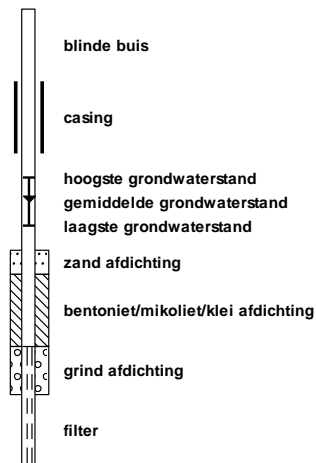 blinde buis
casing
hoogste grondwaterstand
gemiddelde grondwaterstand
laagste grondwaterstand
zand afdichting
bentoniet/mikoliet/klei afdichting
grind afdichting
filter